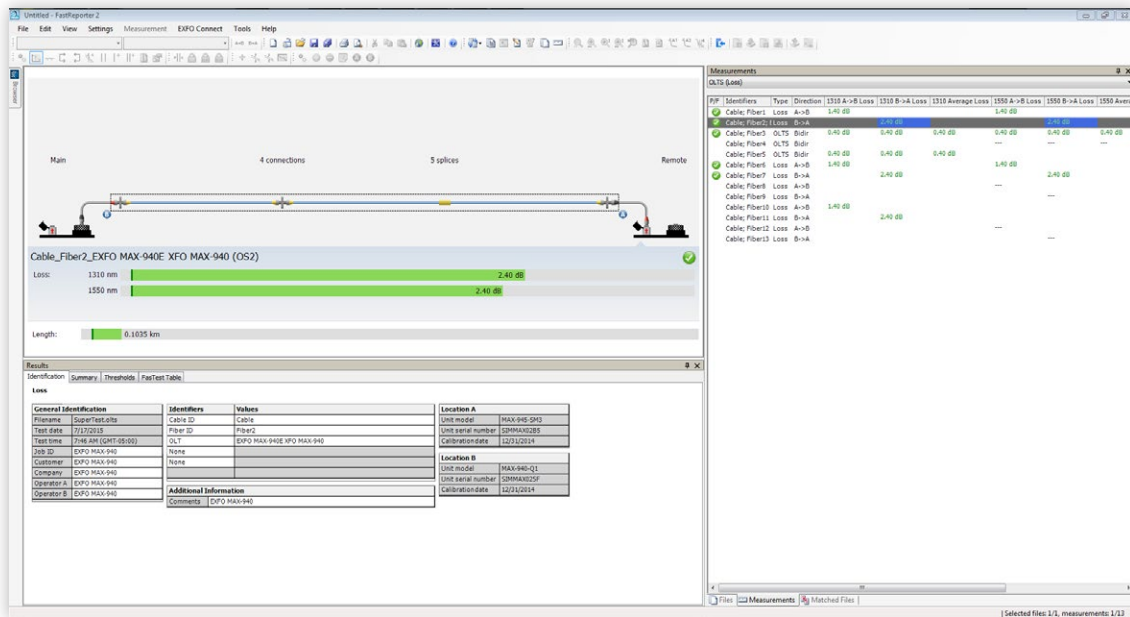 Untitled - FastReporter 2
File Edit View Settings Measurement EXFO Connect Tools Help
Browser
Main 4 connections 5 splices Remote
B A
Cable_Fiber2_EXFO MAX-940E XFO MAX-940 (OS2)
Loss: 1310 nm 2.40 dB
1550 nm 2.40 dB
Length: 0.1035 km
Results
Identification Summary Thresholds FasTest Table
Loss
General Identification
Filename SuperTest.olts
Test date 7/17/2015
Test time 7:46 AM (GMT-05:00)
Job ID EXFO MAX-940
Customer EXFO MAX-940
Company EXFO MAX-940
Operator A EXFO MAX-940
Operator B EXFO MAX-940
Identifiers Values
Cable ID Cable
Fiber ID Fiber2
OLT EXFO MAX-940E XFO MAX-940
None
None
Additional Information
Comments EXFO MAX-940
Location A
Unit model MAX-945-SM3
Unit serial number
Calibration date 12/31/2014
Location B
Unit model MAX-940-Q1
Unit serial number
Calibration date 12/31/2014
Measurements
OLTS (Loss)
P/F Identifiers Type Direction 1310 A->B Loss 1310 B->A Loss 1310 Average Loss 1550 A->B Loss 1550 B->A Loss 1550 Avera
Cable; Fiber1 Loss A->B 1.40 dB 1.40 dB
Cable; Fiber2; Loss B->A 2.40 dB 2.40 dB
Cable; Fiber3 OLTS Bidir 0.40 dB 0.40 dB 0.40 dB 0.40 dB 0.40 dB 0.40 dB
Cable; Fiber4 OLTS Bidir --- --- ---
Cable; Fiber5 OLTS Bidir 0.40 dB 0.40 dB 0.40 dB
Cable; Fiber6 Loss A->B 1.40 dB 1.40 dB
Cable; Fiber7 Loss B->A 2.40 dB 2.40 dB
Cable; Fiber8 Loss A->B ---
Cable; Fiber9 Loss B->A ---
Cable; Fiber10 Loss A->B 1.40 dB
Cable; Fiber11 Loss B->A 2.40 dB
Cable; Fiber12 Loss A->B ---
Cable; Fiber13 Loss B->A ---
Files Measurements Matched Files
Selected files: 1/1, measurements: 1/13